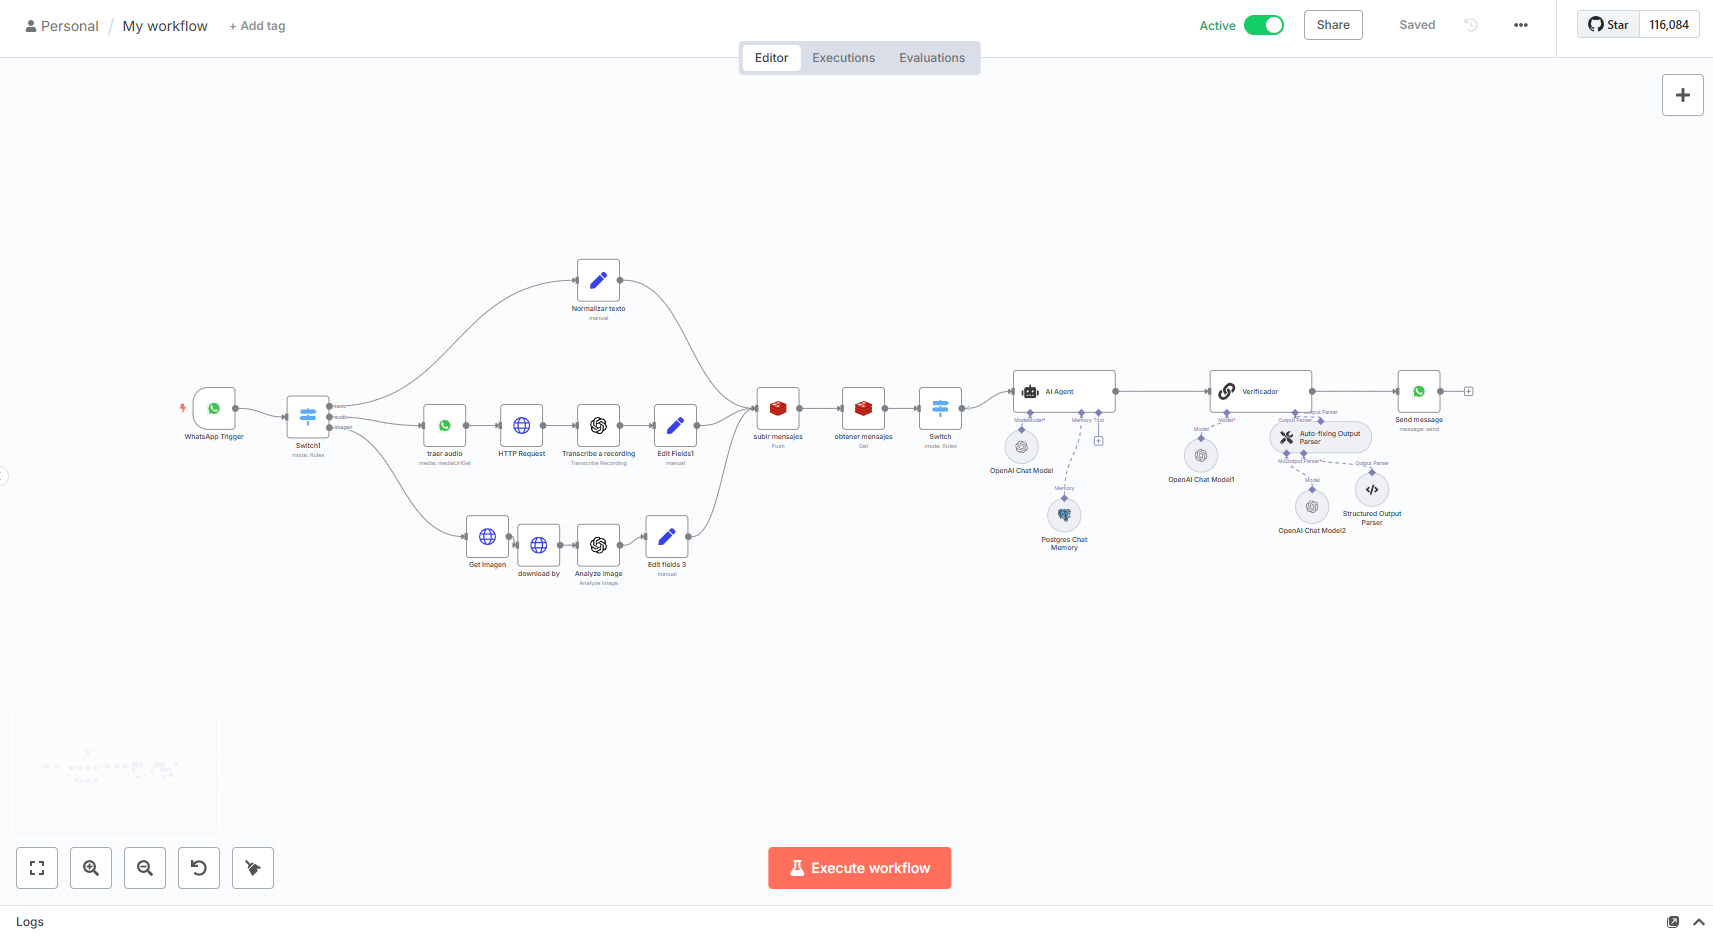 Personal / My workflow + Add tag
Active Share Saved ••• Star 116,084
Editor Executions Evaluations
Normalizar texto
manual
WhatsApp Trigger
Switch1
mode: Rules
texto
audio
imagen
traer audio
media: mediaUrlGet
HTTP Request
Transcribe a recording
Transcribe Recording
Edit Fields1
manual
Get Imagen
download by
Analyze image
Analyze Image
Edit fields 3
manual
subir mensajes
Push
obtener mensajes
Get
Switch
mode: Rules
AI Agent
Memory Tool
OpenAI Chat Model
Memory
Postgres Chat
Memory
Verificador
Model*
Output Parser
Model
OpenAI Chat Model1
Auto-fixing Output
Parser
Output Parser*
Output Parser
Model
OpenAI Chat Model2
Structured Output
Parser
Send message
message: send
Execute workflow
Logs